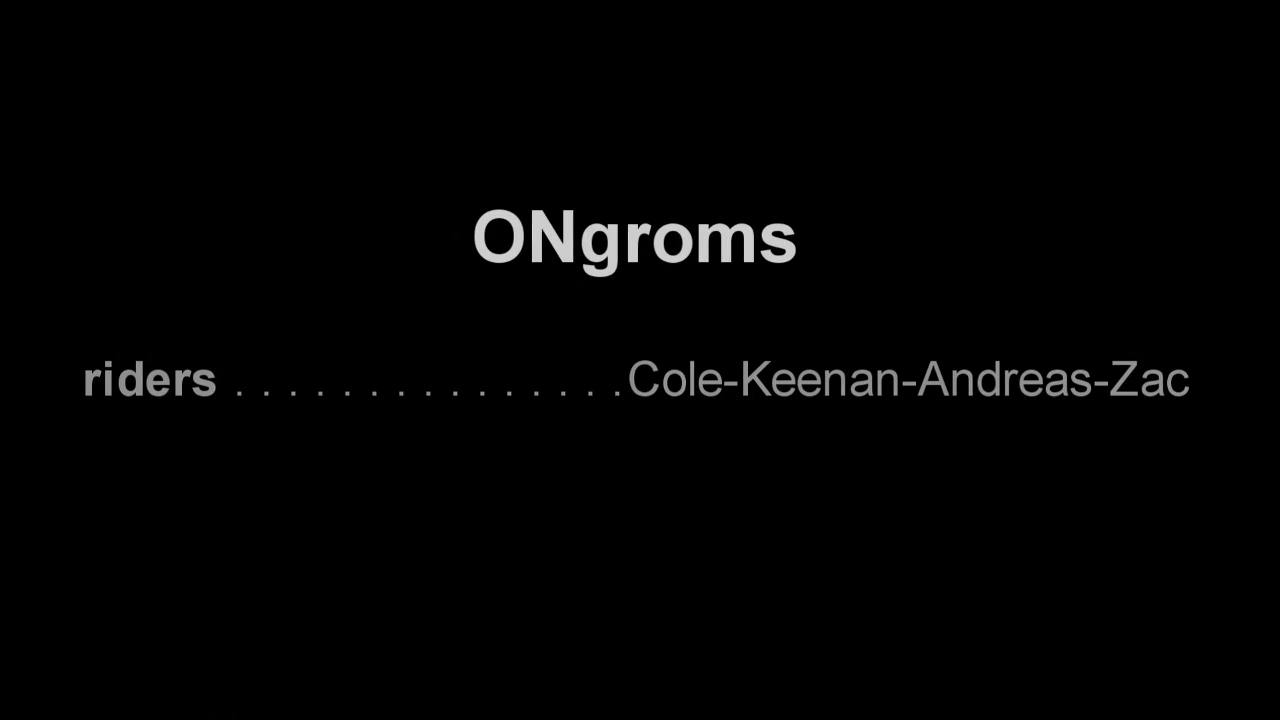 ONgroms
riders . . . . . . . . . . . . . . .Cole-Keenan-Andreas-Zac